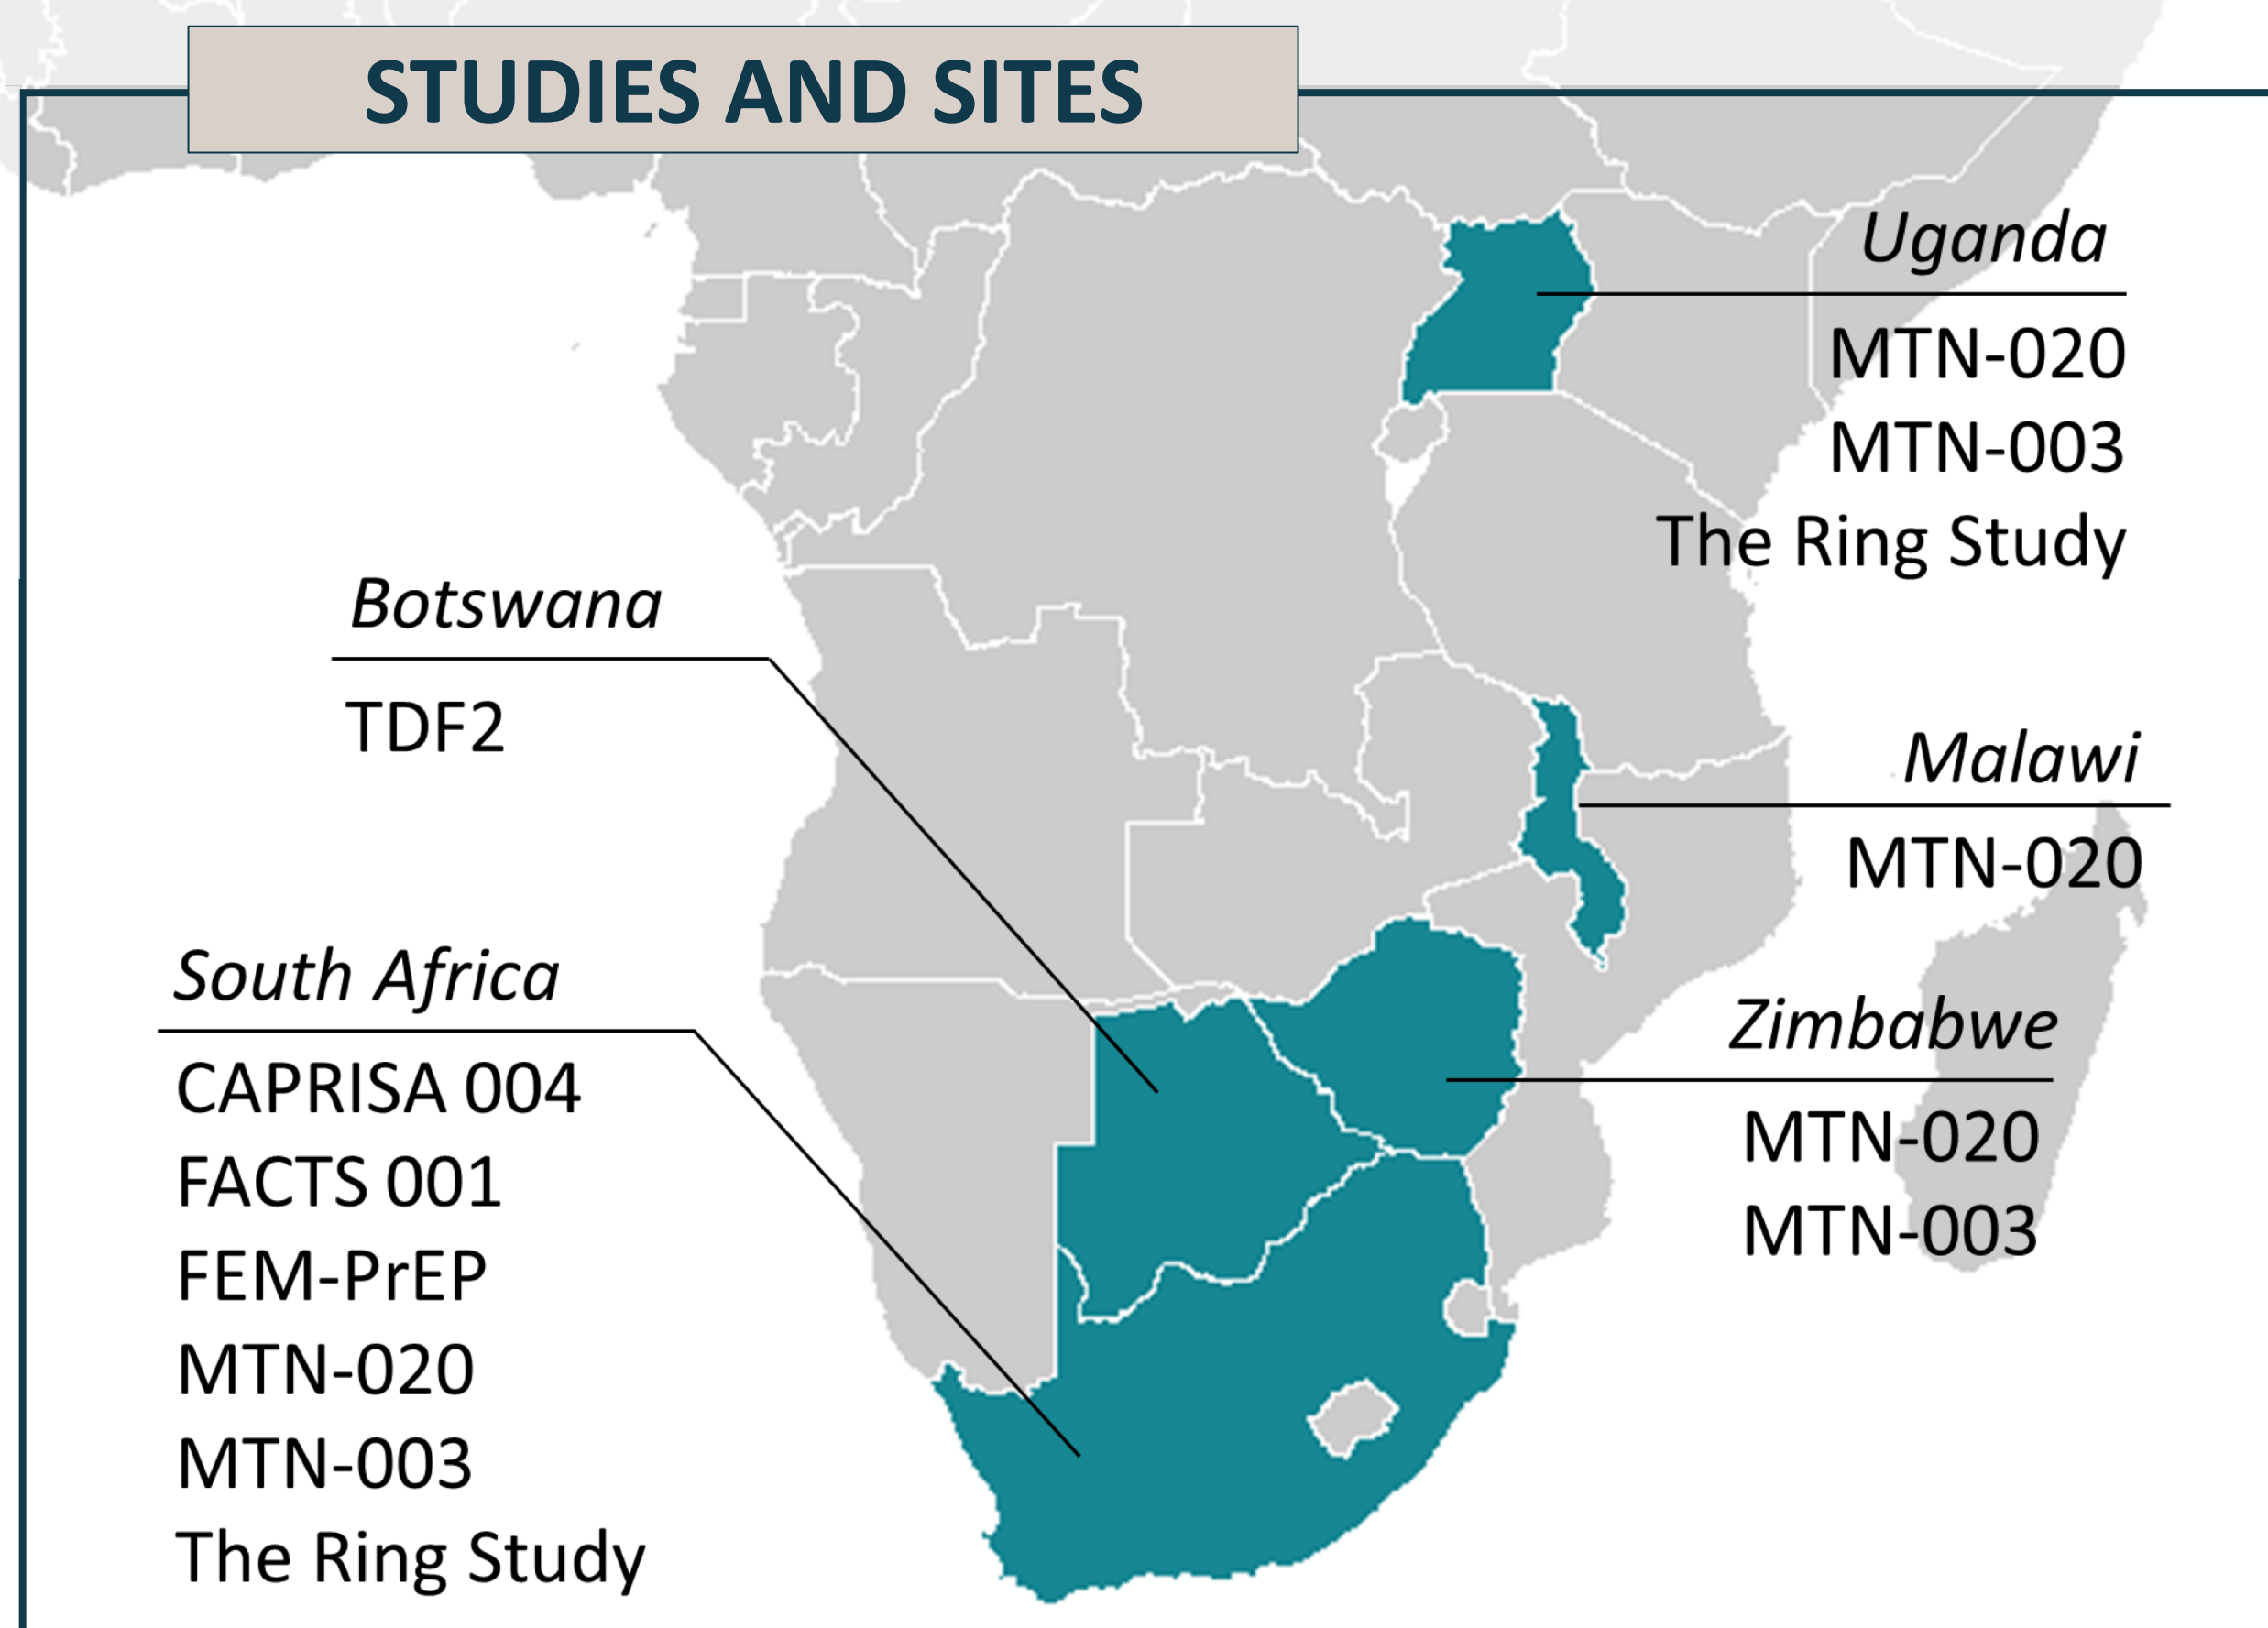 STUDIES AND SITES
Uganda
MTN-020
MTN-003
The Ring Study
Botswana
TDF2
Malawi
MTN-020
South Africa
CAPRISA 004
FACTS 001
FEM-PrEP
MTN-020
MTN-003
The Ring Study
Zimbabwe
MTN-020
MTN-003